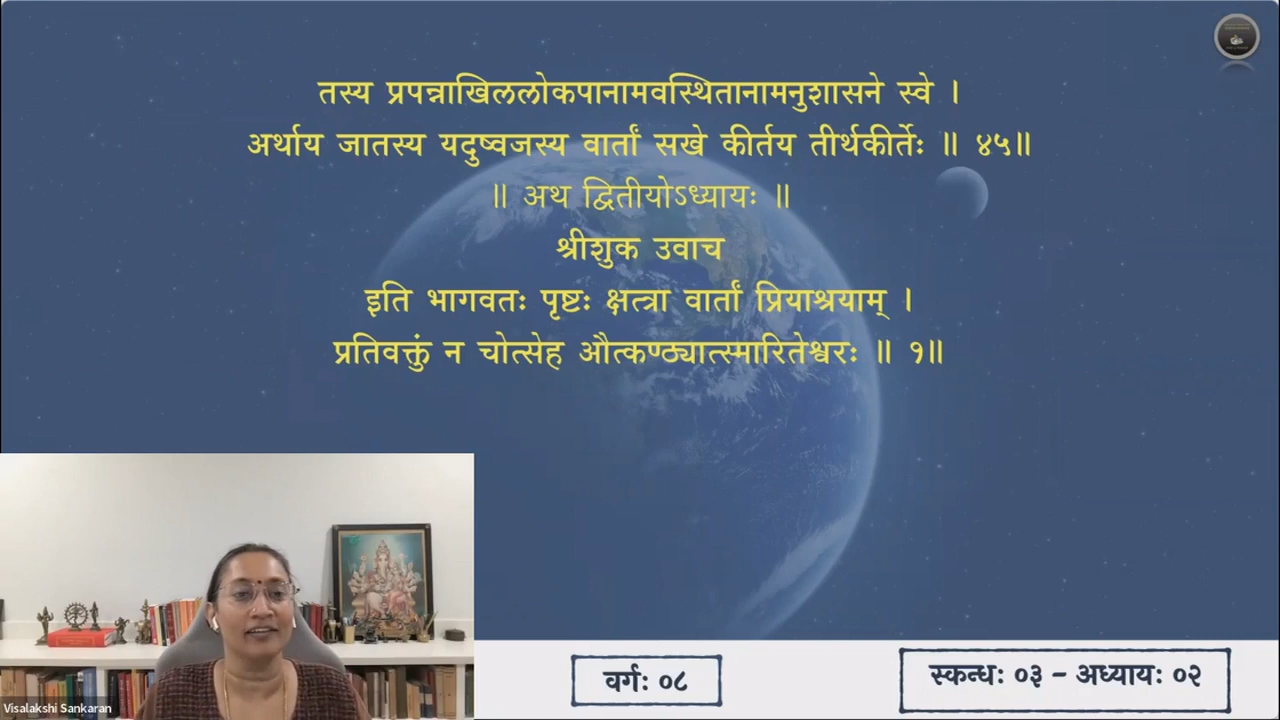 तस्य प्रपन्नाखिललोकपानामवस्थितानामनुशासने स्वे ।
अर्थाय जातस्य यदुष्वजस्य वार्तां सखे कीर्तय तीर्थकीर्तेः ॥ ४५॥
॥ अथ द्वितीयोऽध्यायः ॥
श्रीशुक उवाच
इति भागवतः पृष्टः क्षत्रा वार्तां प्रियाश्रयाम् ।
प्रतिवक्तुं न चोत्सेह औत्कण्ठ्यात्स्मारितेश्वरः ॥ १॥
Visalakshi Sankaran
वर्गः ०८
स्कन्धः ०३ – अध्यायः ०२